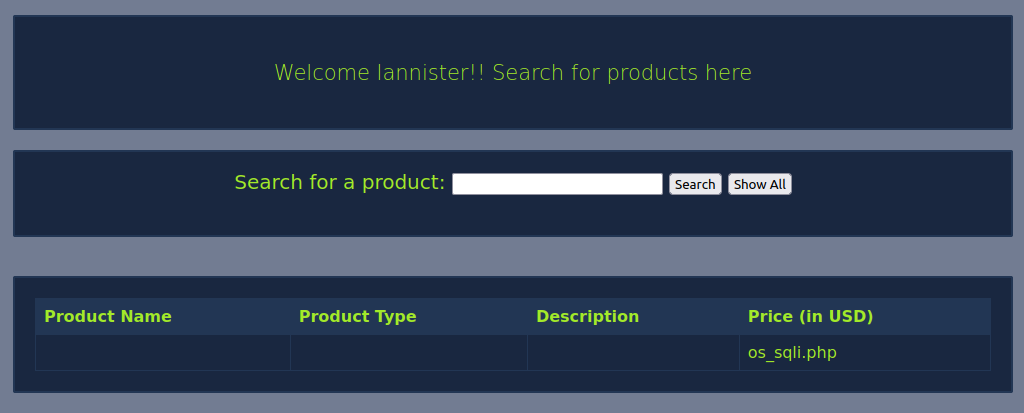 Welcome lannister!! Search for products here
Search for a product: Search Show All
Product Name Product Type Description Price (in USD)
os_sqli.php